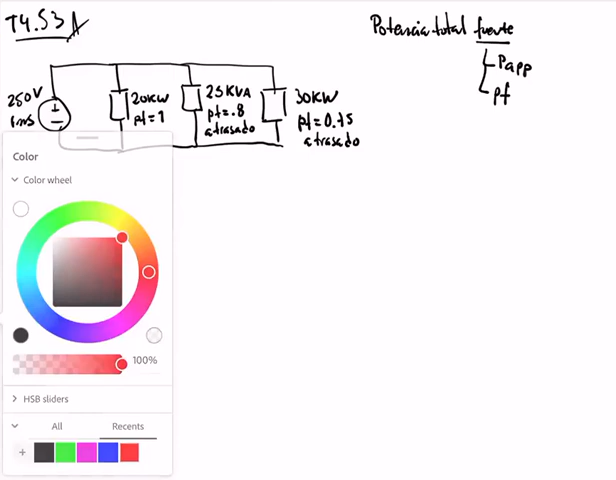 T4.53A
Potencia total fuente
Papp
pf
250V
rms
20KW
pf=1
25KVA
pf=.8
atrasado
30KW
pf=0.75
atrasado
Color
Color wheel
100%
HSB sliders
All Recents
+